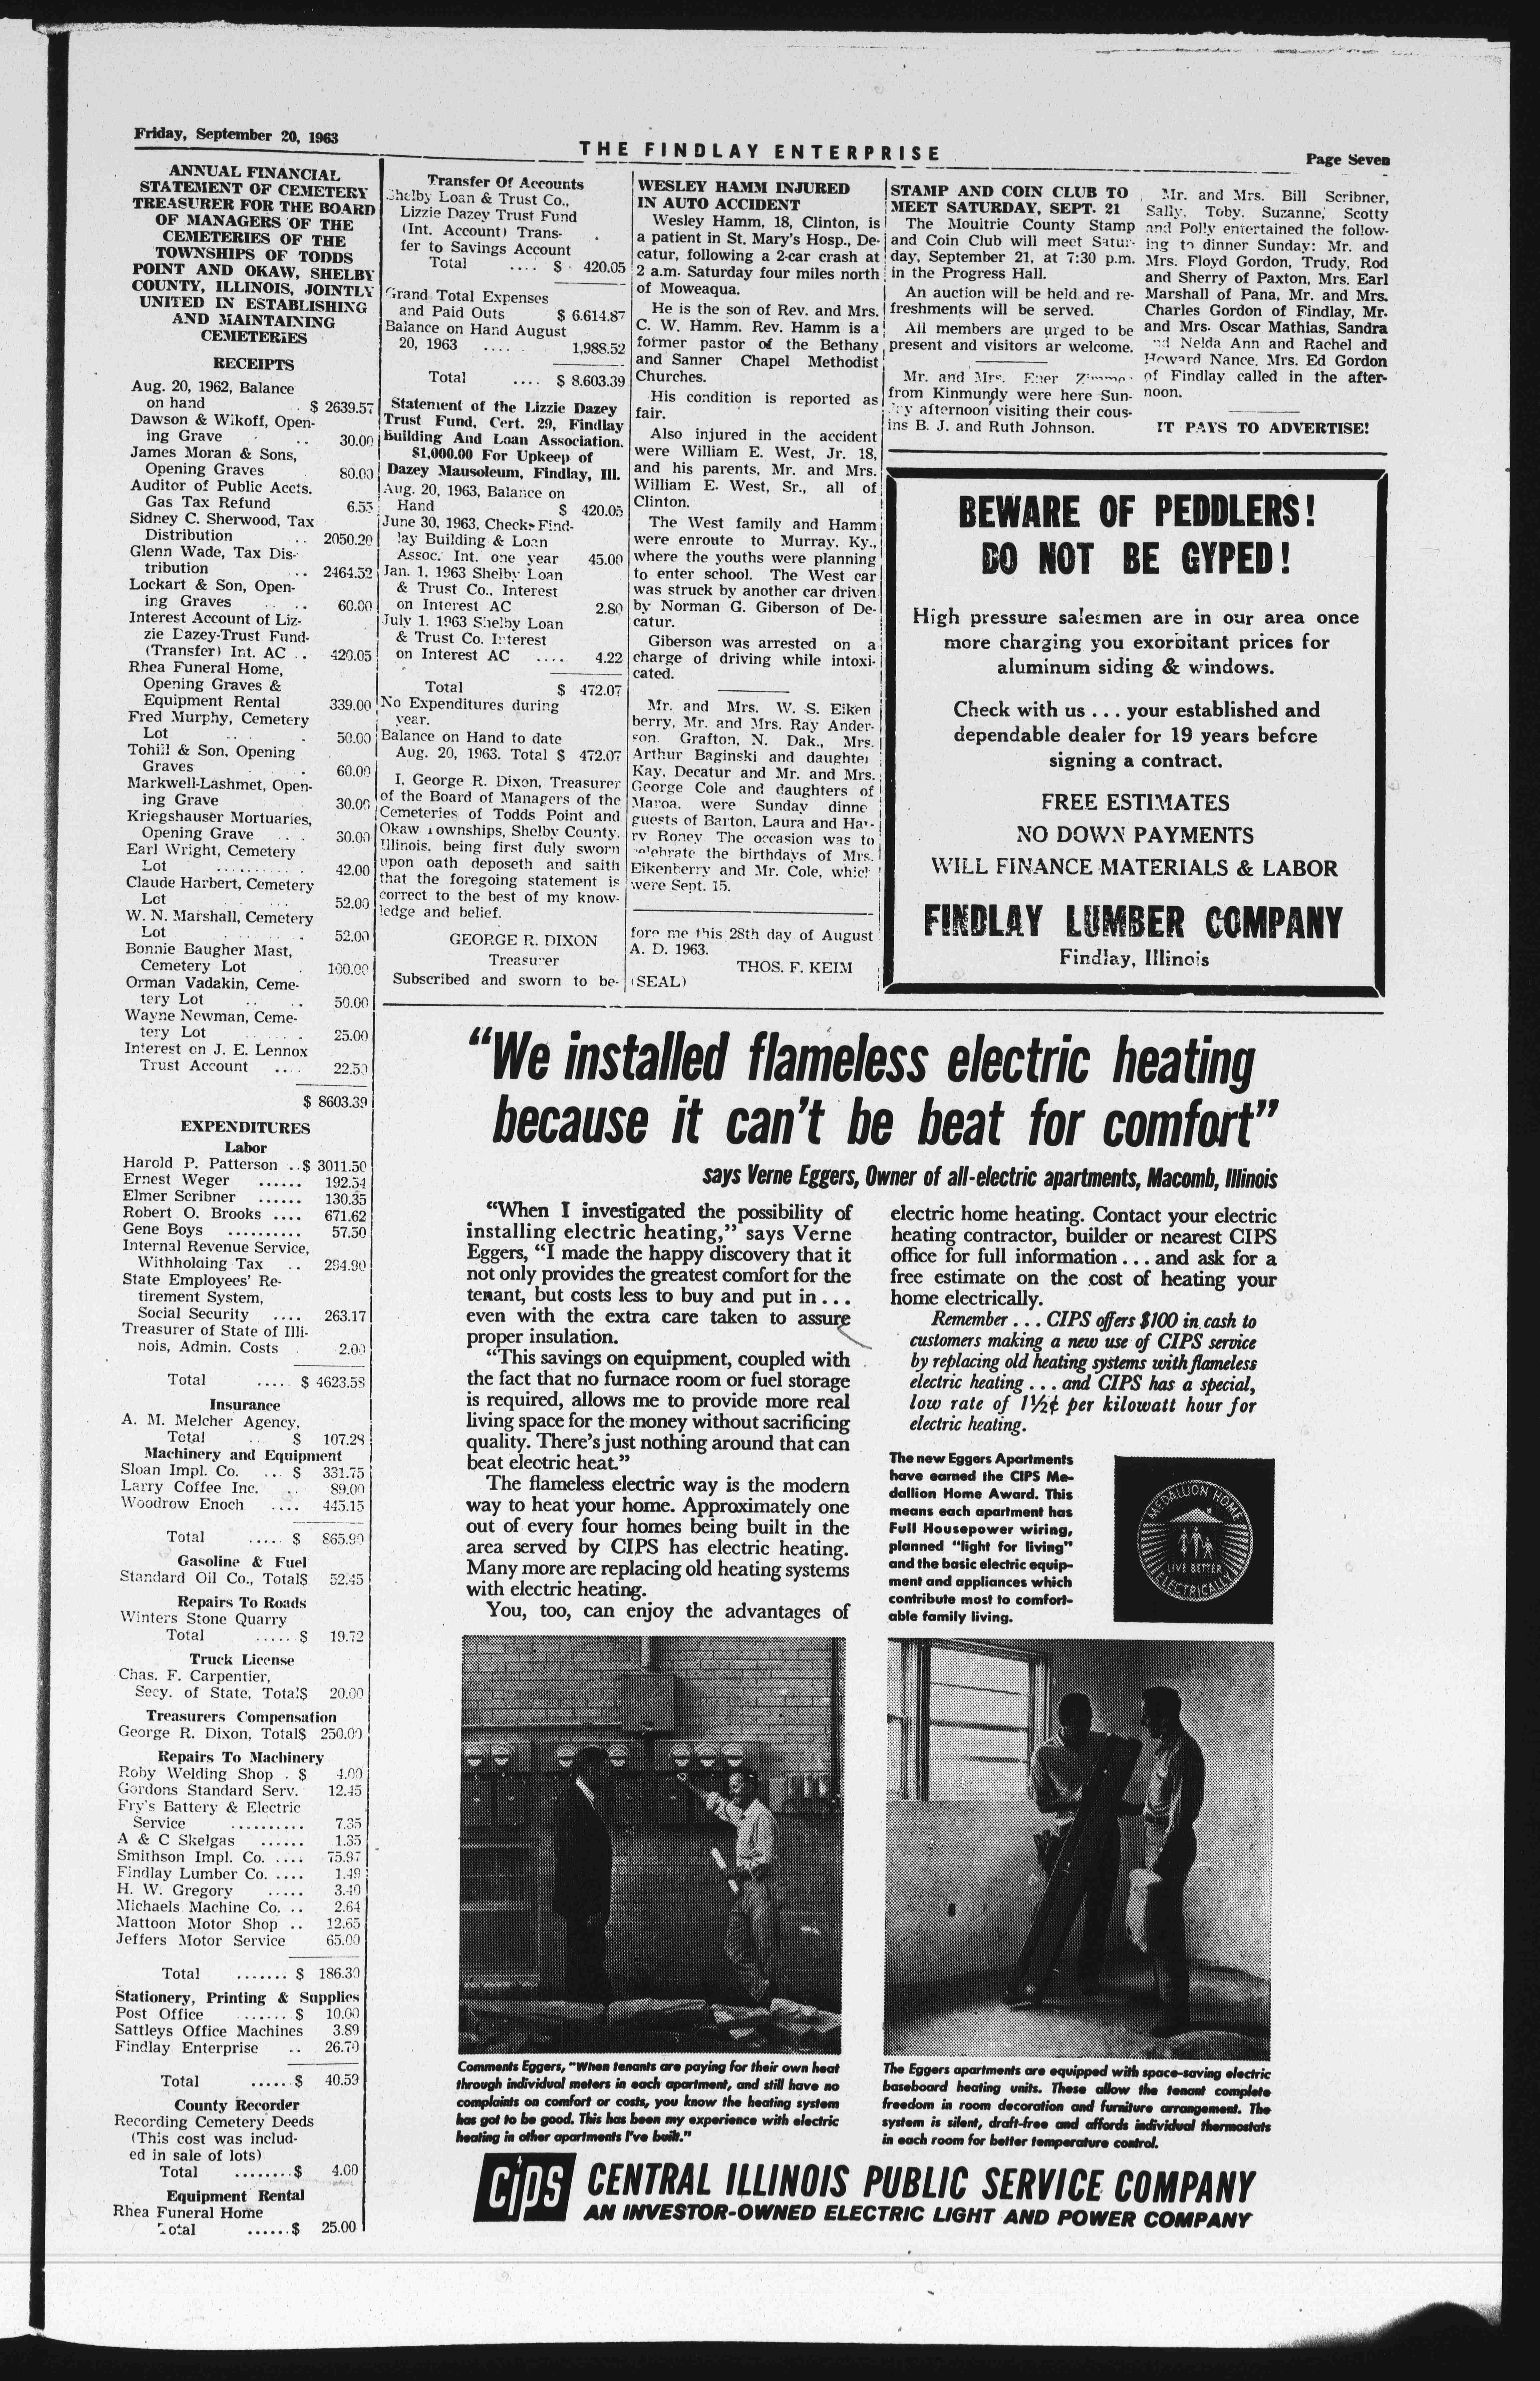 Friday, September 20, 1963
THE FINDLAY ENTERPRISE
Page Seven
ANNUAL FINANCIAL
STATEMENT OF CEMETERY
TREASURER FOR THE BOARD
OF MANAGERS OF THE
CEMETERIES OF THE
TOWNSHIPS OF TODDS
POINT AND OKAW, SHELBY
COUNTY, ILLINOIS, JOINTLY
UNITED IN ESTABLISHING
AND MAINTAINING
CEMETERIES
RECEIPTS
Aug. 20, 1962, Balance
on hand . $ 2639.57
Dawson & Wikoff, Open-
ing Grave .. 30.00
James Moran & Sons,
Opening Graves 80.00
Auditor of Public Accts.
Gas Tax Refund 6.55
Sidney C. Sherwood, Tax
Distribution .. 2050.20
Glenn Wade, Tax Dis-
tribution .. 2464.52
Lockart & Son, Open-
ing Graves .. .. 60.00
Interest Account of Liz-
zie Dazey-Trust Fund-
(Transfer) Int. AC .. 420.05
Rhea Funeral Home,
Opening Graves &
Equipment Rental 339.00
Fred Murphy, Cemetery
Lot 50.00
Tohill & Son, Opening
Graves 60.00
Markwell-Lashmet, Open-
ing Grave 30.00
Kriegshauser Mortuaries,
Opening Grave 30.00
Earl Wright, Cemetery
Lot .......... 42.00
Claude Harbert, Cemetery
Lot 52.00
W. N. Marshall, Cemetery
Lot 52.00
Bonnie Baugher Mast,
Cemetery Lot 100.00
Orman Vadakin, Ceme-
tery Lot 50.00
Wayne Newman, Ceme-
tery Lot 25.00
Interest on J. E. Lennox
Trust Account .... 22.50
$ 8603.39
EXPENDITURES
Labor
Harold P. Patterson ..$ 3011.50
Ernest Weger ...... 192.54
Elmer Scribner ...... 130.35
Robert O. Brooks .... 671.62
Gene Boys .......... 57.50
Internal Revenue Service,
Withholding Tax .. 294.90
State Employees' Re-
tirement System,
Social Security .... 263.17
Treasurer of State of Illi-
nois, Admin. Costs . 2.00
Total ..... $ 4623.58
Insurance
A. M. Melcher Agency,
Total $ 107.28
Machinery and Equipment
Sloan Impl. Co. ... $ 331.75
Larry Coffee Inc. .. 89.00
Woodrow Enoch .... 445.15
Total ..... $ 865.90
Gasoline & Fuel
Standard Oil Co., Total$ 52.45
Repairs To Roads
Winters Stone Quarry
Total ..... $ 19.72
Truck License
Chas. F. Carpentier,
Secy. of State, Total$ 20.00
Treasurers Compensation
George R. Dixon, Total$ 250.00
Repairs To Machinery
Roby Welding Shop . $ 4.00
Gordons Standard Serv. 12.45
Fry's Battery & Electric
Service .......... 7.35
A & C Skelgas ...... 1.35
Smithson Impl. Co. .... 75.97
Findlay Lumber Co. .... 1.49
H. W. Gregory ..... 3.40
Michaels Machine Co. .. 2.64
Mattoon Motor Shop .. 12.65
Jeffers Motor Service 65.00
Total ....... $ 186.30
Stationery, Printing & Supplies
Post Office ........ $ 10.00
Sattleys Office Machines 3.89
Findlay Enterprise .. 26.70
Total ..... $ 40.59
County Recorder
Recording Cemetery Deeds
(This cost was includ-
ed in sale of lots)
Total ........$ 4.00
Equipment Rental
Rhea Funeral Home
Total ......$ 25.00
Transfer Of Accounts
Shelby Loan & Trust Co.,
Lizzie Dazey Trust Fund
(Int. Account) Trans-
fer to Savings Account
Total .... $ 420.05
Grand Total Expenses
and Paid Outs $ 6.614.87
Balance on Hand August
20, 1963 ..... 1,988.52
Total .... $ 8.603.39
Statement of the Lizzie Dazey
Trust Fund, Cert. 29, Findlay
Building And Loan Association.
$1,000.00 For Upkeep of
Dazey Mausoleum, Findlay, Ill.
Aug. 20, 1963, Balance on
Hand $ 420.05
June 30, 1963, Checks Find-
lay Building & Loan
Assoc. Int. one year 45.00
Jan. 1, 1963 Shelby Loan
& Trust Co., Interest
on Interest AC 2.80
July 1. 1963 Shelby Loan
& Trust Co. Interest
on Interest AC .... 4.22
Total $ 472.07
No Expenditures during
year.
Balance on Hand to date
Aug. 20, 1963. Total $ 472.07
I, George R. Dixon, Treasurer
of the Board of Managers of the
Cemeteries of Todds Point and
Okaw Townships, Shelby County.
Illinois, being first duly sworn
upon oath deposeth and saith
that the foregoing statement is
correct to the best of my know-
ledge and belief.
GEORGE R. DIXON
Treasurer
Subscribed and sworn to be-
WESLEY HAMM INJURED
IN AUTO ACCIDENT
Wesley Hamm, 18, Clinton, is
a patient in St. Mary's Hosp., De-
catur, following a 2-car crash at
2 a.m. Saturday four miles north
of Moweaqua.
He is the son of Rev. and Mrs.
C. W. Hamm. Rev. Hamm is a
former pastor of the Bethany
and Sanner Chapel Methodist
Churches.
His condition is reported as
fair.
Also injured in the accident
were William E. West, Jr. 18,
and his parents, Mr. and Mrs.
William E. West, Sr., all of
Clinton.
The West family and Hamm
were enroute to Murray, Ky.,
where the youths were planning
to enter school. The West car
was struck by another car driven
by Norman G. Giberson of De-
catur.
Giberson was arrested on a
charge of driving while intoxi-
cated.
Mr. and Mrs. W. S. Eiken
berry, Mr. and Mrs. Ray Ander-
son. Grafton, N. Dak., Mrs.
Arthur Baginski and daughter
Kay, Decatur and Mr. and Mrs.
George Cole and daughters of
Maroa. were Sunday dinne
guests of Barton, Laura and Har-
ry Roney The occasion was to
celebrate the birthdays of Mrs.
Eikenberry and Mr. Cole, which
were Sept. 15.
fore me this 28th day of August
A. D. 1963.
THOS. F. KEIM
(SEAL)
STAMP AND COIN CLUB TO
MEET SATURDAY, SEPT. 21
The Mouitrie County Stamp
and Coin Club will meet Satur-
day, September 21, at 7:30 p.m.
in the Progress Hall.
An auction will be held and re-
freshments will be served.
All members are urged to be
present and visitors ar welcome.
Mr. and Mrs.
from Kinmundy were here Sun-
day afternoon visiting their cous-
ins B. J. and Ruth Johnson.
Mr. and Mrs. Bill Scribner,
Sally, Toby. Suzanne, Scotty
and Polly entertained the follow-
ing to dinner Sunday: Mr. and
Mrs. Floyd Gordon, Trudy, Rod
and Sherry of Paxton, Mrs. Earl
Marshall of Pana, Mr. and Mrs.
Charles Gordon of Findlay, Mr.
and Mrs. Oscar Mathias, Sandra
and Nelda Ann and Rachel and
Howard Nance. Mrs. Ed Gordon
of Findlay called in the after-
noon.
IT PAYS TO ADVERTISE!
BEWARE OF PEDDLERS!
DO NOT BE GYPED!
High pressure salesmen are in our area once
more charging you exorbitant prices for
aluminum siding & windows.
Check with us . . . your established and
dependable dealer for 19 years before
signing a contract.
FREE ESTIMATES
NO DOWN PAYMENTS
WILL FINANCE MATERIALS & LABOR
FINDLAY LUMBER COMPANY
Findlay, Illinois
“We installed flameless electric heating
because it can't be beat for comfort”
says Verne Eggers, Owner of all-electric apartments, Macomb, Illinois
“When I investigated the possibility of
installing electric heating,” says Verne
Eggers, “I made the happy discovery that it
not only provides the greatest comfort for the
tenant, but costs less to buy and put in . . .
even with the extra care taken to assure
proper insulation.
“This savings on equipment, coupled with
the fact that no furnace room or fuel storage
is required, allows me to provide more real
living space for the money without sacrificing
quality. There's just nothing around that can
beat electric heat.”
The flameless electric way is the modern
way to heat your home. Approximately one
out of every four homes being built in the
area served by CIPS has electric heating.
Many more are replacing old heating systems
with electric heating.
You, too, can enjoy the advantages of
electric home heating. Contact your electric
heating contractor, builder or nearest CIPS
office for full information . . . and ask for a
free estimate on the cost of heating your
home electrically.
Remember . . . CIPS offers $100 in cash to
customers making a new use of CIPS service
by replacing old heating systems with flameless
electric heating . . . and CIPS has a special,
low rate of 1½¢ per kilowatt hour for
electric heating.
The new Eggers Apartments
have earned the CIPS Me-
dallion Home Award. This
means each apartment has
Full Housepower wiring,
planned “light for living”
and the basic electric equip-
ment and appliances which
contribute most to comfort-
able family living.
MEDALLION HOME
LIVE BETTER
ELECTRICALLY
Comments Eggers, “When tenants are paying for their own heat
through individual meters in each apartment, and still have no
complaints on comfort or costs, you know the heating system
has got to be good. This has been my experience with electric
heating in other apartments I've built.”
The Eggers apartments are equipped with space-saving electric
baseboard heating units. These allow the tenant complete
freedom in room decoration and furniture arrangement. The
system is silent, draft-free and affords individual thermostats
in each room for better temperature control.
CIPS CENTRAL ILLINOIS PUBLIC SERVICE COMPANY
AN INVESTOR-OWNED ELECTRIC LIGHT AND POWER COMPANY